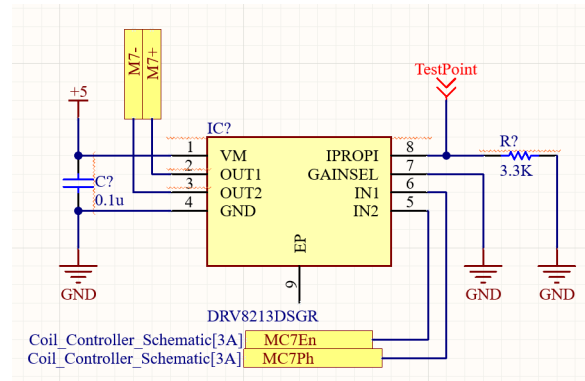 M7-
M7+
TestPoint
+5
IC?
1
VM
IPROPI
8
R?
3.3K
2
OUT1
GAINSEL
7
C?
0.1u
3
OUT2
IN1
6
4
GND
IN2
5
EP
9
GND
GND
GND
DRV8213DSGR
Coil_Controller_Schematic[3A]
MC7En
Coil_Controller_Schematic[3A]
MC7Ph